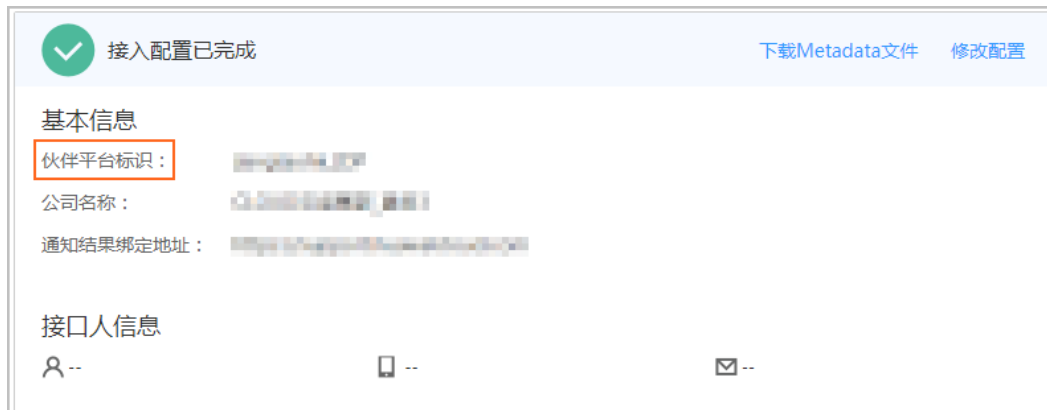 接入配置已完成 下载Metadata文件 修改配置
基本信息
伙伴平台标识：
公司名称：
通知结果绑定地址：
接口人信息
-- -- --